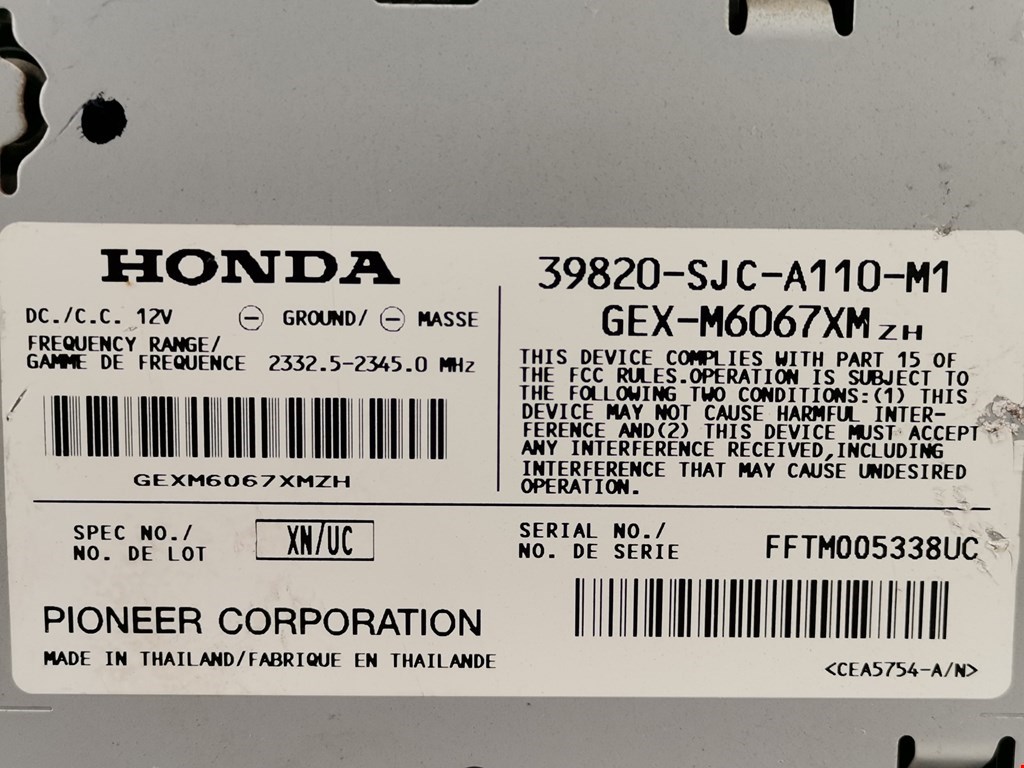 HONDA
DC./C.C. 12V ⊖ GROUND/ ⊖ MASSE
FREQUENCY RANGE/
GAMME DE FREQUENCE 2332.5-2345.0 MHz
GEXM6067XMZH
39820-SJC-A110-M1
GEX-M6067XM ZH
THIS DEVICE COMPLIES WITH PART 15 OF
THE FCC RULES.OPERATION IS SUBJECT TO
THE FOLLOWING TWO CONDITIONS:(1) THIS
DEVICE MAY NOT CAUSE HARMFUL INTER-
FERENCE AND(2) THIS DEVICE MUST ACCEPT
ANY INTERFERENCE RECEIVED,INCLUDING
INTERFERENCE THAT MAY CAUSE UNDESIRED
OPERATION.
SPEC NO./
NO. DE LOT
XN/UC
SERIAL NO./
NO. DE SERIE
FFTM005338UC
PIONEER CORPORATION
MADE IN THAILAND/FABRIQUE EN THAILANDE
<CEA5754-A/N>